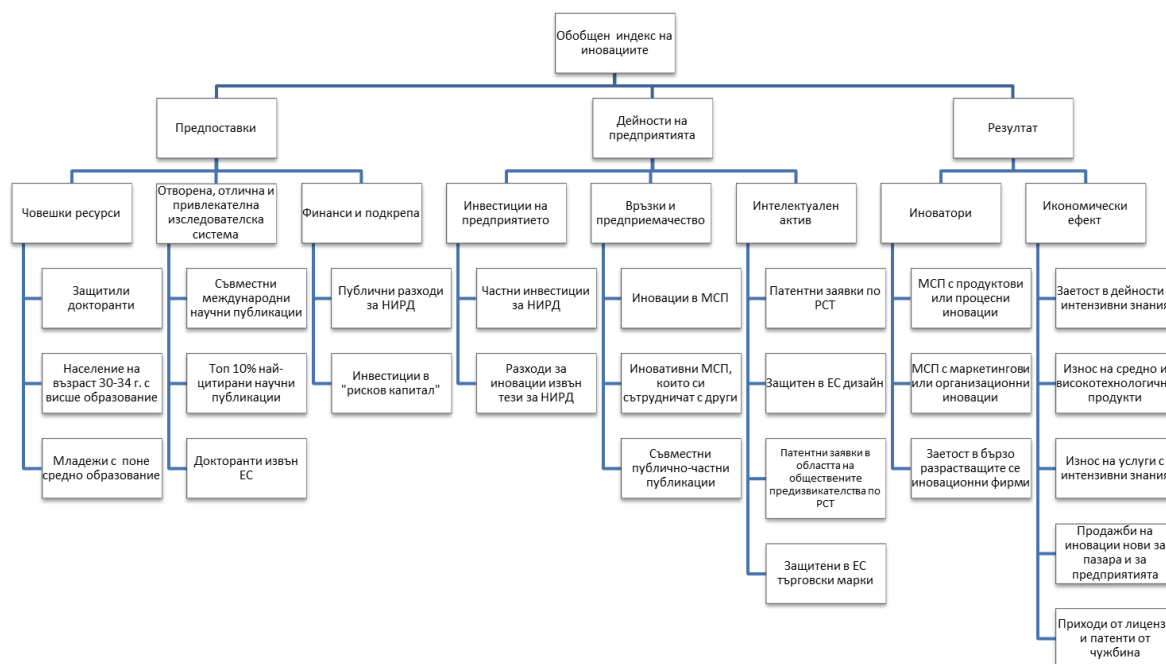 Обобщен индекс на
иновациите
Предпоставки
Дейности на
предприятията
Резултат
Човешки ресурси
Отворена, отлична и
привлекателна
изследователска
система
Финанси и подкрепа
Инвестиции на
предприятието
Връзки и
предприемачество
Интелектуален
актив
Иноватори
Икономически
ефект
Защитили
докторанти
Население на
възраст 30-34 г. с
висше образование
Младежи с поне
средно образование
Съвместни
международни
научни публикации
Топ 10% най-
цитирани научни
публикации
Докторанти извън
ЕС
Публични разходи
за НИРД
Инвестиции в
"рисков капитал"
Частни инвестиции
за НИРД
Разходи за
иновации извън
тези за НИРД
Иновации в МСП
Иновативни МСП,
които си
сътрудничат с други
Съвместни
публично-частни
публикации
Патентни заявки по
РСТ
Защитен в ЕС дизайн
Патентни заявки в
областта на
обществените
предизвикателства по
РСТ
Защитени в ЕС
търговски марки
МСП с продуктови
или процесни
иновации
МСП с маркетингови
или организационни
иновации
Заетост в бързо
разрастващите се
иновационни фирми
Заетост в дейности с
интензивни знания
Износ на средно и
високотехнологични
продукти
Износ на услуги с
интензивни знания
Продажби на
иновации нови за
пазара и за
предприятията
Приходи от лиценз
и патенти от
чужбина